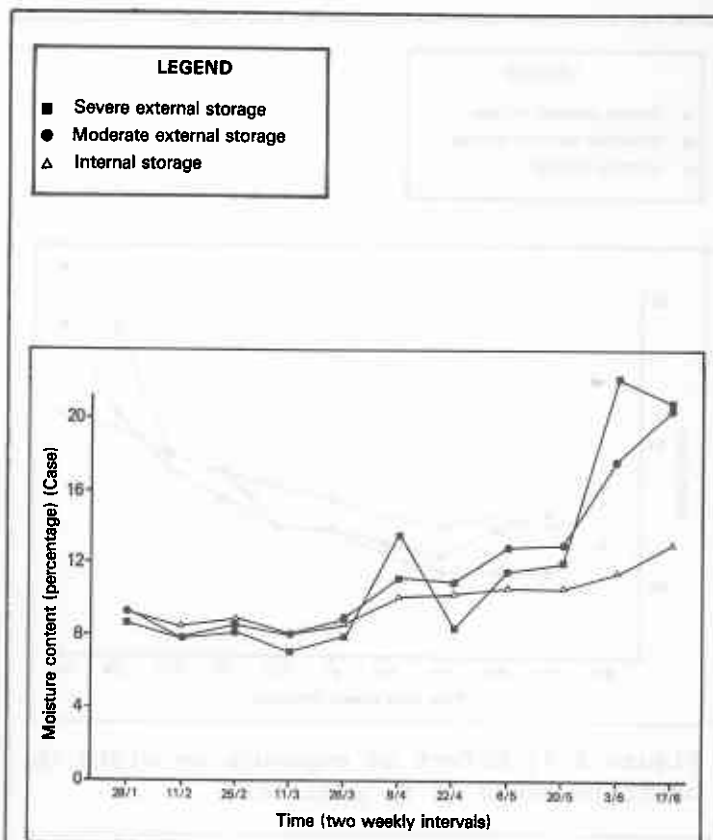 LEGEND
Severe external storage
Moderate external storage
Internal storage
Moisture content (percentage) (Case)
20
16
12
8
4
0
28/1
11/2
25/2
11/3
26/3
8/4
22/4
6/5
20/5
3/6
17/6
Time (two weekly intervals)